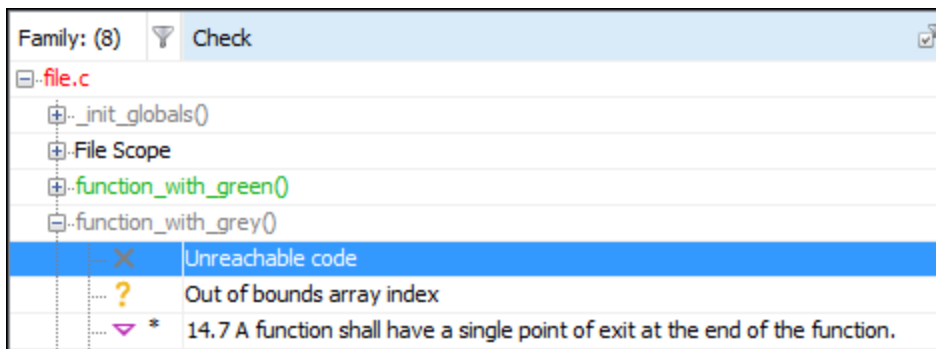 Family: (8) Check
file.c
_init_globals()
File Scope
function_with_green()
function_with_grey()
Unreachable code
? Out of bounds array index
* 14.7 A function shall have a single point of exit at the end of the function.